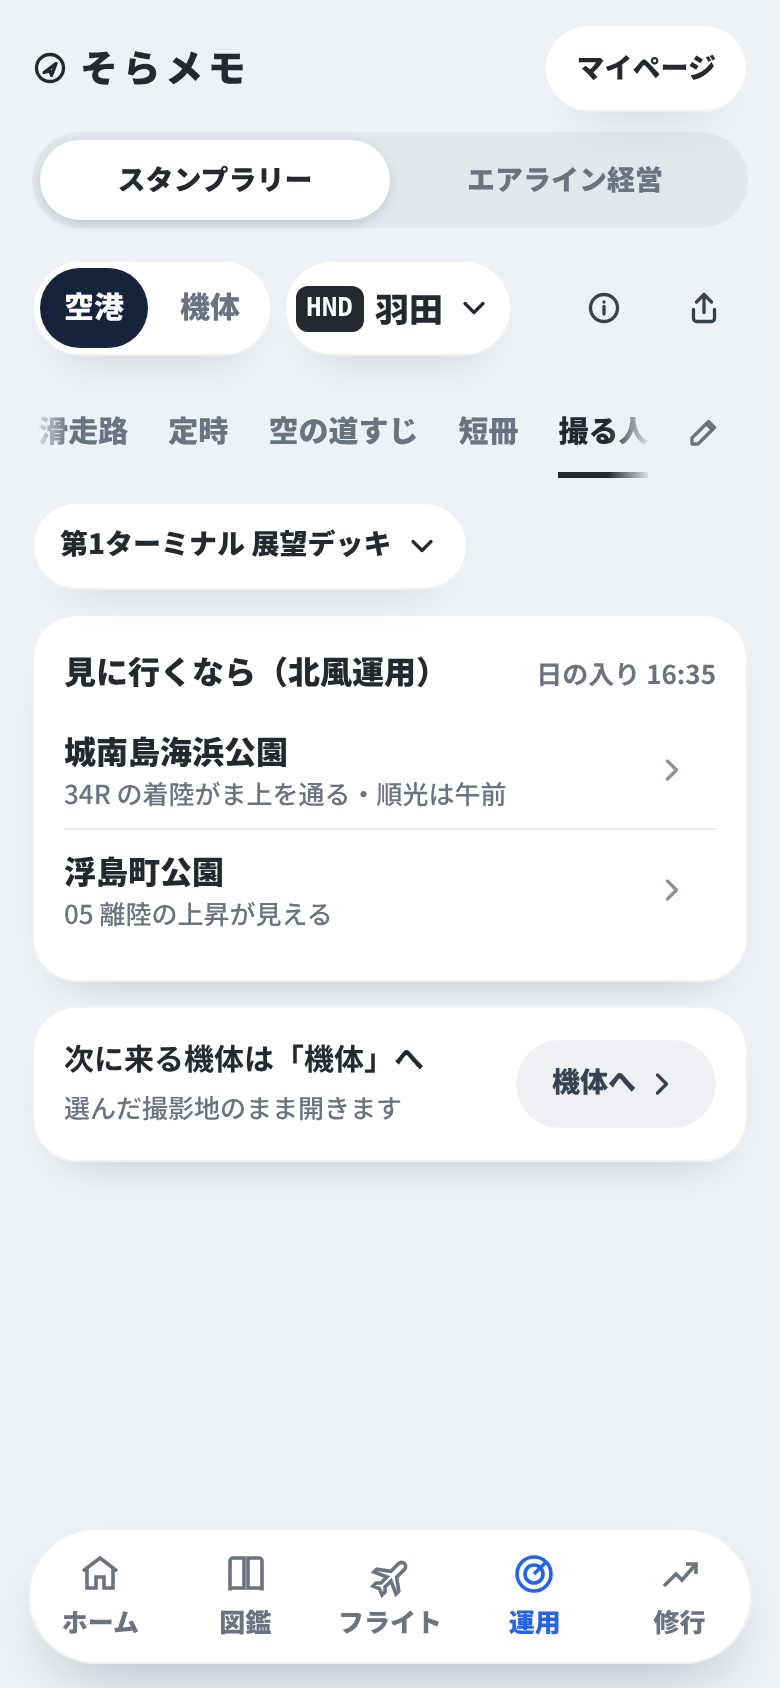 そらメモ
マイページ
スタンプラリー
エアライン経営
空港
機体
HND 羽田
滑走路
定時
空の道すじ
短冊
撮る人
第1ターミナル 展望デッキ
見に行くなら（北風運用）
日の入り 16:35
城南島海浜公園
34R の着陸がま上を通る・順光は午前
浮島町公園
05 離陸の上昇が見える
次に来る機体は「機体」へ
選んだ撮影地のまま開きます
機体へ
ホーム
図鑑
フライト
運用
修行